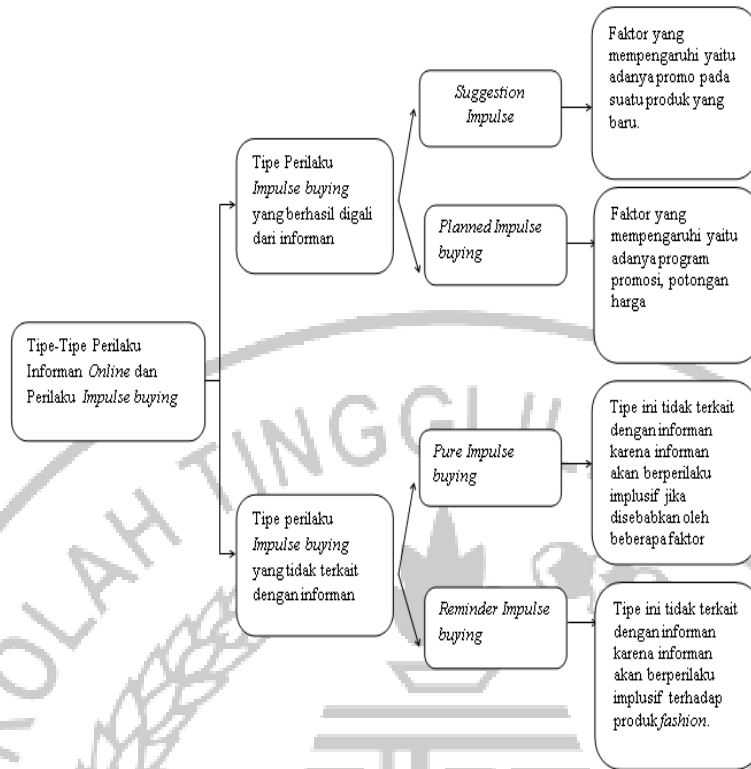 Faktor yang
mempengaruhi yaitu
adanya promo pada
suatu produk yang
baru.
Suggestion
Impulse
Tipe Perilaku
Impulse buying
yang berhasil digali
dari informan
Planned Impulse
buying
Faktor yang
mempengaruhi yaitu
adanya program
promosi, potongan
harga
Tipe-Tipe Perilaku
Informan Online dan
Perilaku Impulse buying
Pure Impulse
buying
Tipe ini tidak terkait
dengan informan
karena informan
akan berperilaku
implusif jika
disebabkan oleh
beberapa faktor
Tipe perilaku
Impulse buying
yang tidak terkait
dengan informan
Reminder Impulse
buying
Tipe ini tidak terkait
dengan informan
karena informan
akan berperilaku
implusif terhadap
produk fashion.
TINGGI